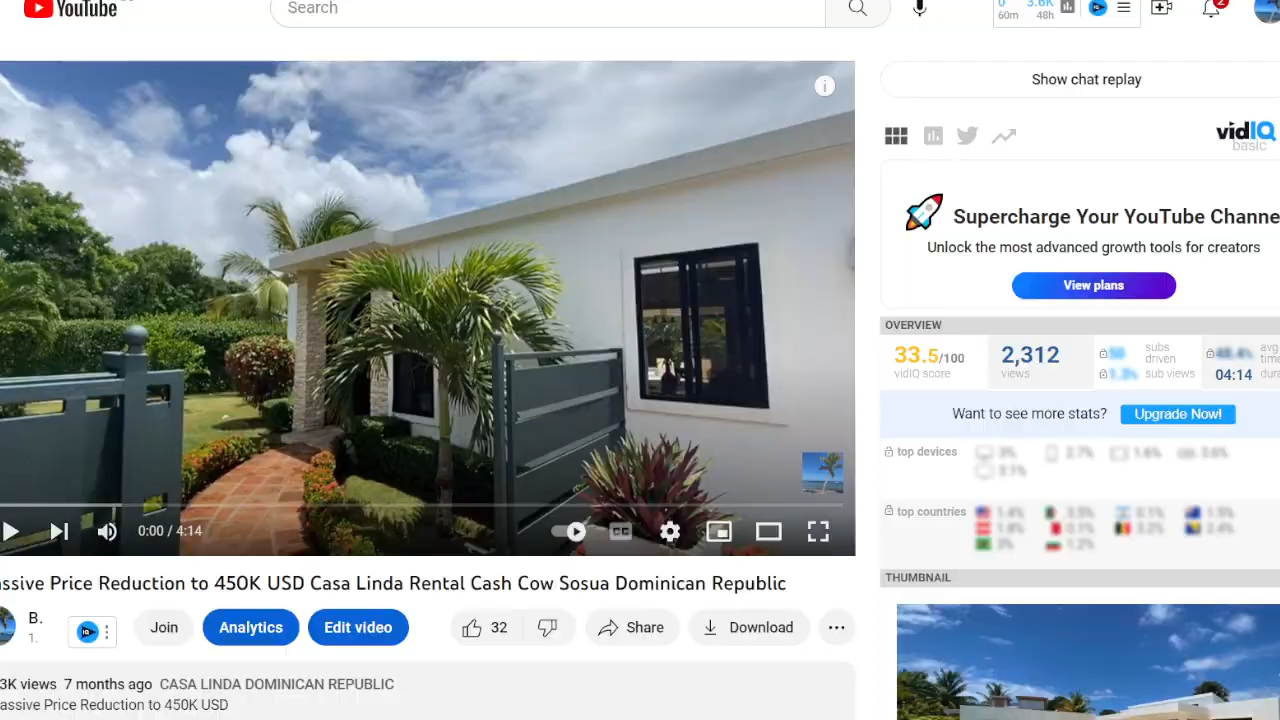 YouTube
Search
0 3.6K
60m 48h
2
Show chat replay
vidIQ
basic
Supercharge Your YouTube Channe
Unlock the most advanced growth tools for creators
View plans
OVERVIEW
33.5/100
vidIQ score
2,312
views
subs
driven
sub views
avg
time
04:14
dura
Want to see more stats? Upgrade Now!
top devices
top countries
THUMBNAIL
0:00 / 4:14
CC
assive Price Reduction to 450K USD Casa Linda Rental Cash Cow Sosua Dominican Republic
B.
1.
IQ
Join
Analytics
Edit video
32
Share
Download
3K views 7 months ago CASA LINDA DOMINICAN REPUBLIC
assive Price Reduction to 450K USD